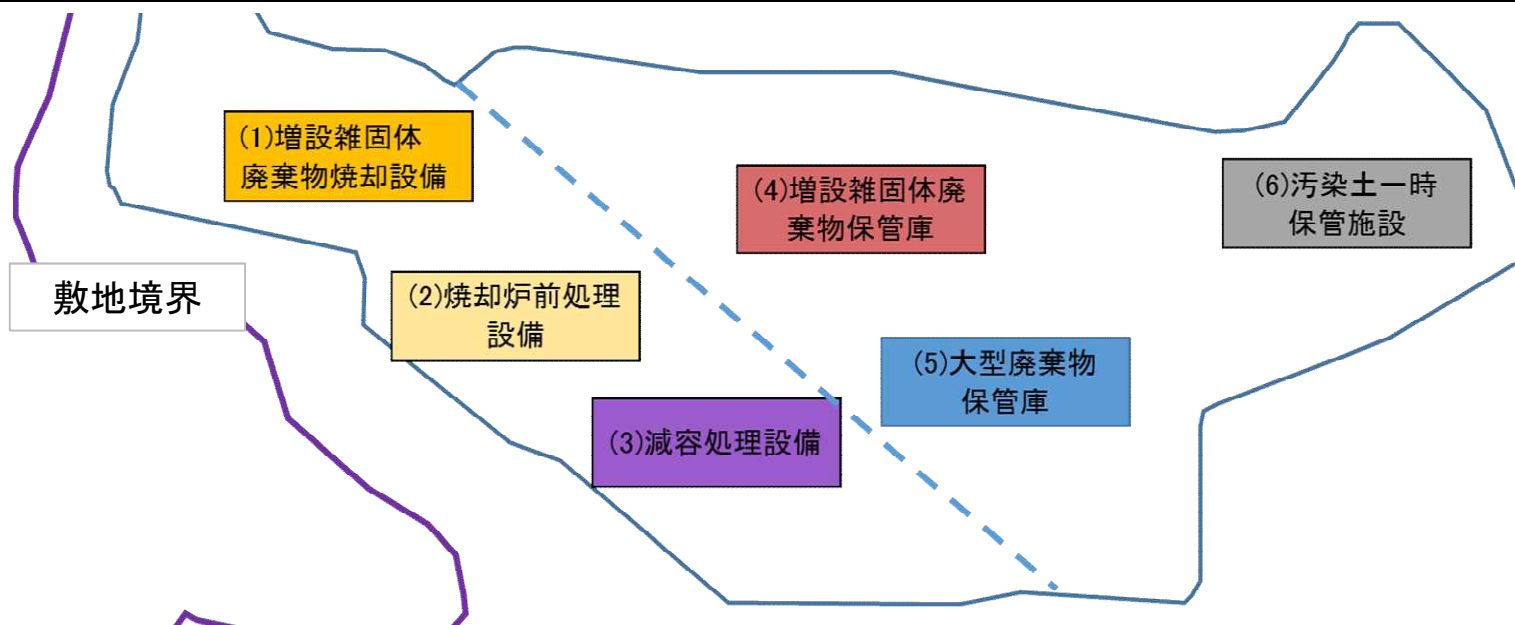 (1)増設雑固体
廃棄物焼却設備
(4)増設雑固体廃
棄物保管庫
(6)汚染土一時
保管施設
敷地境界
(2)焼却炉前処理
設備
(5)大型廃棄物
保管庫
(3)減容処理設備